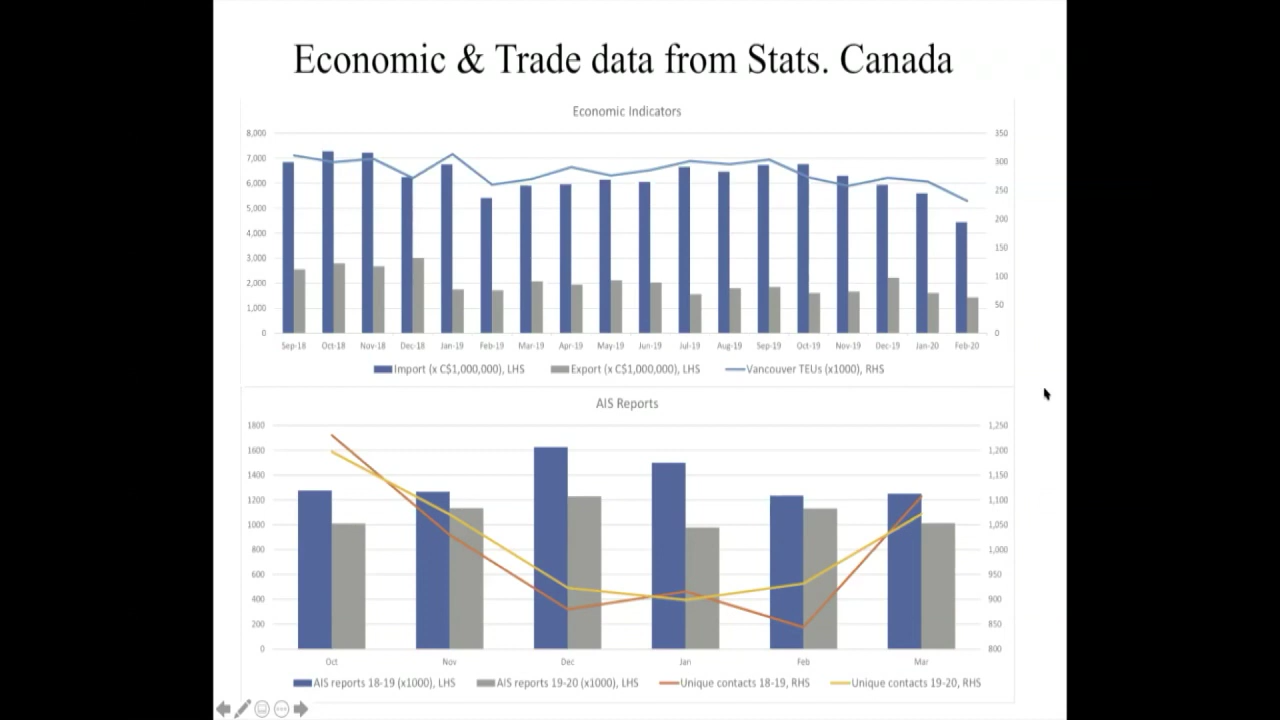 Economic & Trade data from Stats. Canada
Economic Indicators
8,000 350
7,000 300
6,000 250
5,000 200
4,000 150
3,000 100
2,000 50
1,000 0
0
Sep-18 Oct-18 Nov-18 Dec-18 Jan-19 Feb-19 Mar-19 Apr-19 May-19 Jun-19 Jul-19 Aug-19 Sep-19 Oct-19 Nov-19 Dec-19 Jan-20 Feb-20
Import (x C$1,000,000), LHS Export (x C$1,000,000), LHS Vancouver TEUs (x1000), RHS
AIS Reports
1800 1,250
1600 1,200
1400 1,150
1200 1,100
1000 1,050
800 1,000
600 950
400 900
200 850
0 800
Oct Nov Dec Jan Feb Mar
AIS reports 18-19 (x1000), LHS AIS reports 19-20 (x1000), LHS Unique contacts 18-19, RHS Unique contacts 19-20, RHS